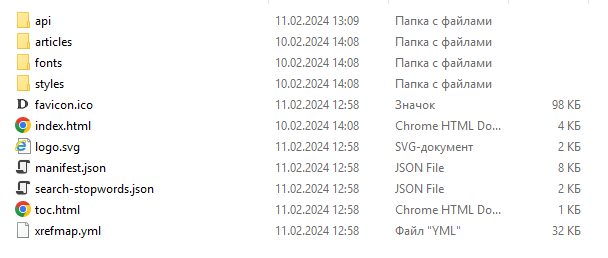 api 11.02.2024 13:09 Папка с файлами
articles 10.02.2024 14:08 Папка с файлами
fonts 10.02.2024 14:08 Папка с файлами
styles 10.02.2024 14:08 Папка с файлами
favicon.ico 11.02.2024 12:58 Значок 98 КБ
index.html 10.02.2024 14:08 Chrome HTML Do... 4 КБ
logo.svg 11.02.2024 12:58 SVG-документ 2 КБ
manifest.json 11.02.2024 12:58 JSON File 8 КБ
search-stopwords.json 11.02.2024 12:58 JSON File 2 КБ
toc.html 11.02.2024 12:58 Chrome HTML Do... 1 КБ
xrefmap.yml 11.02.2024 12:58 Файл "YML" 32 КБ